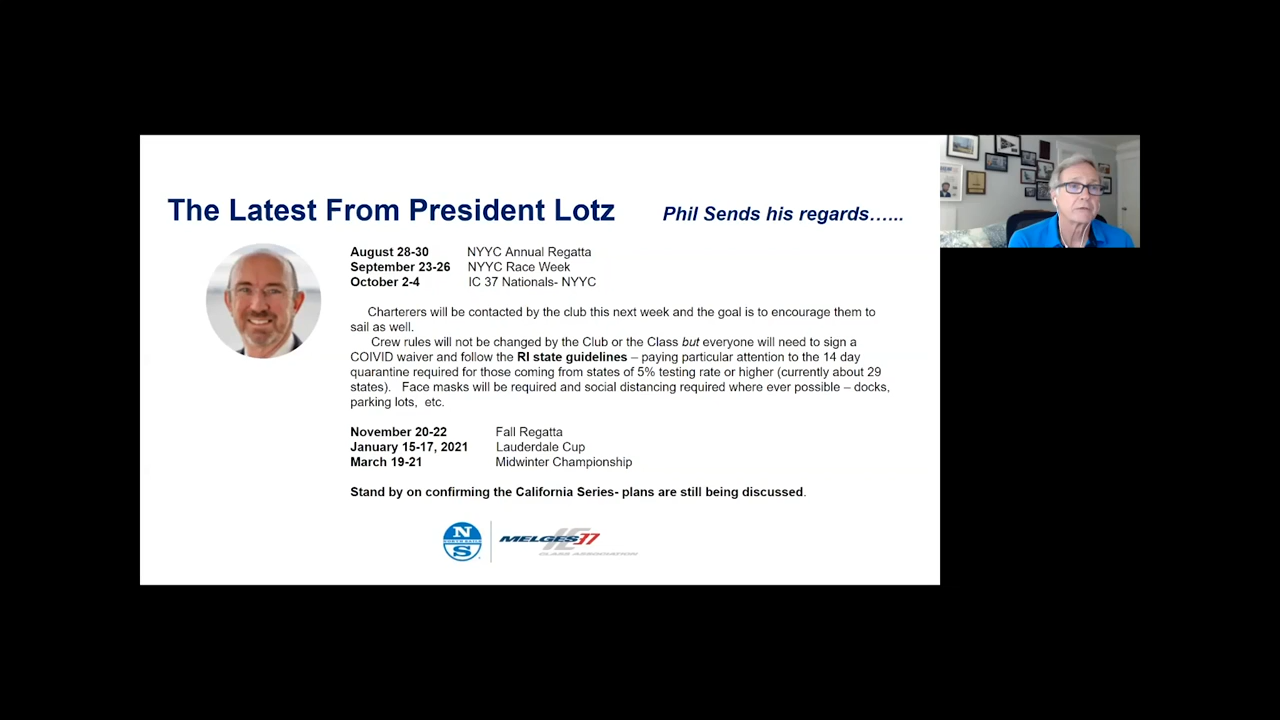 The Latest From President Lotz
Phil Sends his regards…...
August 28-30 NYYC Annual Regatta
September 23-26 NYYC Race Week
October 2-4 IC 37 Nationals- NYYC
Charterers will be contacted by the club this next week and the goal is to encourage them to
sail as well.
Crew rules will not be changed by the Club or the Class but everyone will need to sign a
COIVID waiver and follow the RI state guidelines – paying particular attention to the 14 day
quarantine required for those coming from states of 5% testing rate or higher (currently about 29
states). Face masks will be required and social distancing required where ever possible – docks,
parking lots, etc.
November 20-22 Fall Regatta
January 15-17, 2021 Lauderdale Cup
March 19-21 Midwinter Championship
Stand by on confirming the California Series- plans are still being discussed.
N
NORTH SAILS
S
MELGES IC37
CLASS ASSOCIATION